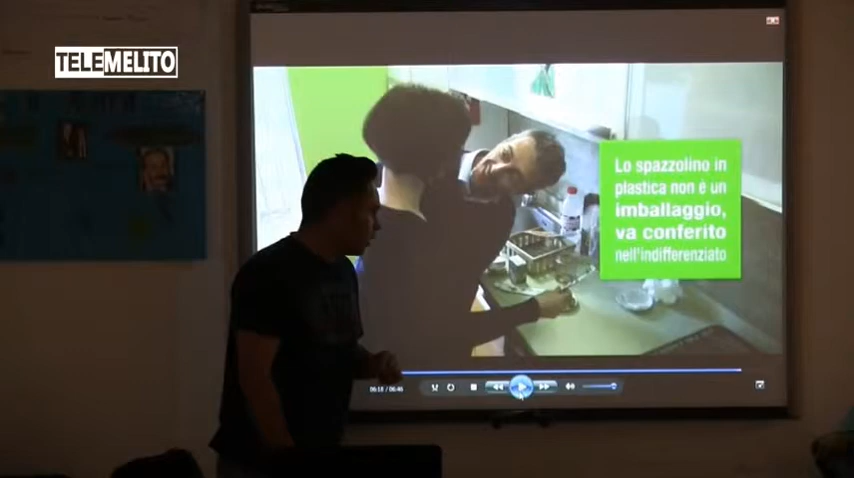 TELEMELITO
Lo spazzolino in
plastica non è un
imballaggio,
va conferito
nell'indifferenziato
06:18 / 06:46